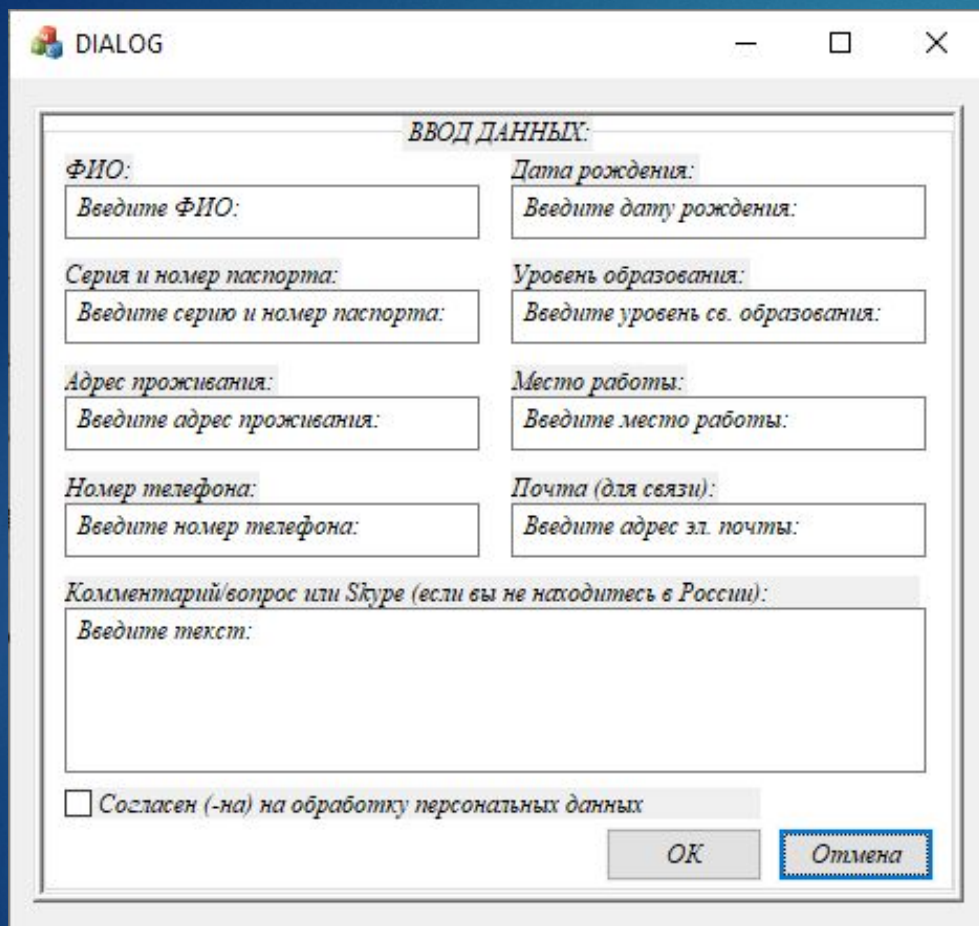 DIALOG
ВВОД ДАННЫХ:
ФИО:
Введите ФИО:
Дата рождения:
Введите дату рождения:
Серия и номер паспорта:
Введите серию и номер паспорта:
Уровень образования:
Введите уровень св. образования:
Адрес проживания:
Введите адрес проживания:
Место работы:
Введите место работы:
Номер телефона:
Введите номер телефона:
Почта (для связи):
Введите адрес эл. почты:
Комментарий/вопрос или Skype (если вы не находитесь в России):
Введите текст:
Согласен (-на) на обработку персональных данных
OK
Отмена